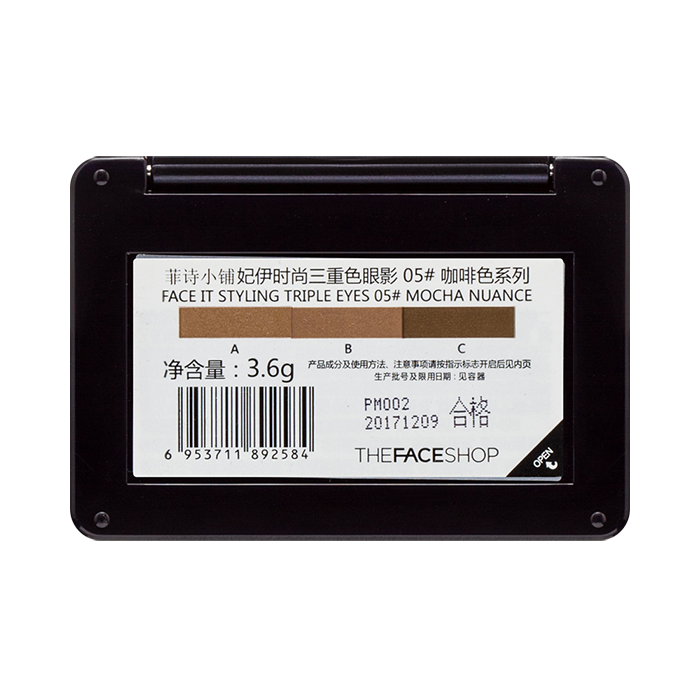 菲诗小铺妃伊时尚三重色眼影 05# 咖啡色系列
FACE IT STYLING TRIPLE EYES 05# MOCHA NUANCE
A B C
净含量：3.6g
产品成分及使用方法、注意事项请按指示标志开启后见内页
生产批号及限用日期：见容器
PM002
20171209 合格
6 953711 892584
THEFACESHOP
OPEN